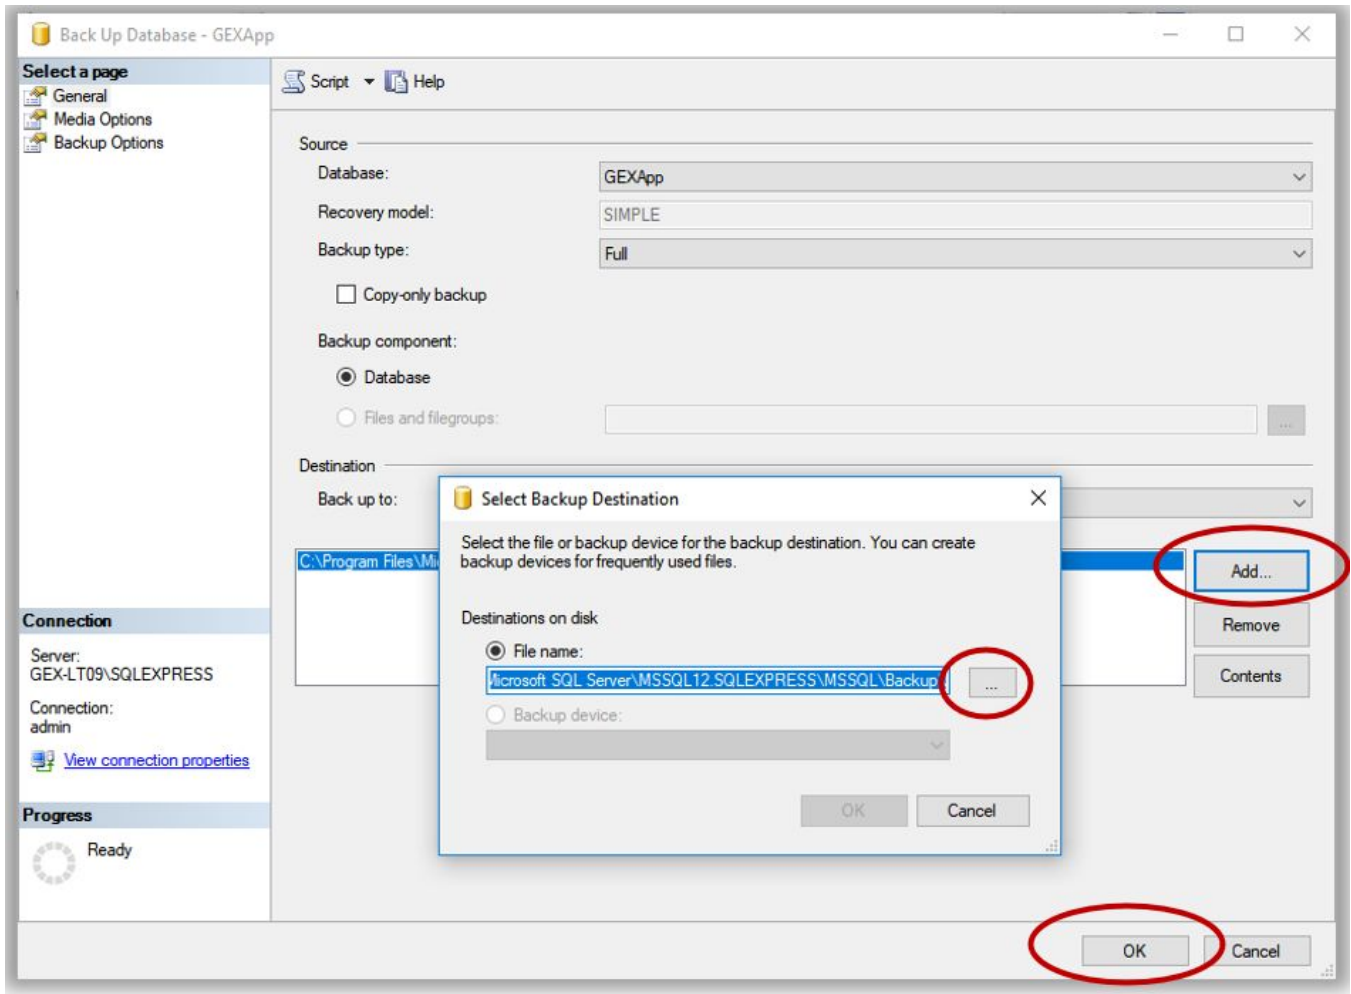 Back Up Database - GEXApp
Select a page
General
Media Options
Backup Options
Script
Help
Source
Database:
GEXApp
Recovery model:
SIMPLE
Backup type:
Full
Copy-only backup
Backup component:
Database
Files and filegroups:
...
Destination
Back up to:
C:\Program Files\Mi
Add...
Remove
Contents
Select Backup Destination
Select the file or backup device for the backup destination. You can create
backup devices for frequently used files.
Destinations on disk
File name:
Microsoft SQL Server\MSSQL12.SQLEXPRESS\MSSQL\Backup\
...
Backup device:
OK
Cancel
Connection
Server:
GEX-LT09\SQLEXPRESS
Connection:
admin
View connection properties
Progress
Ready
OK
Cancel